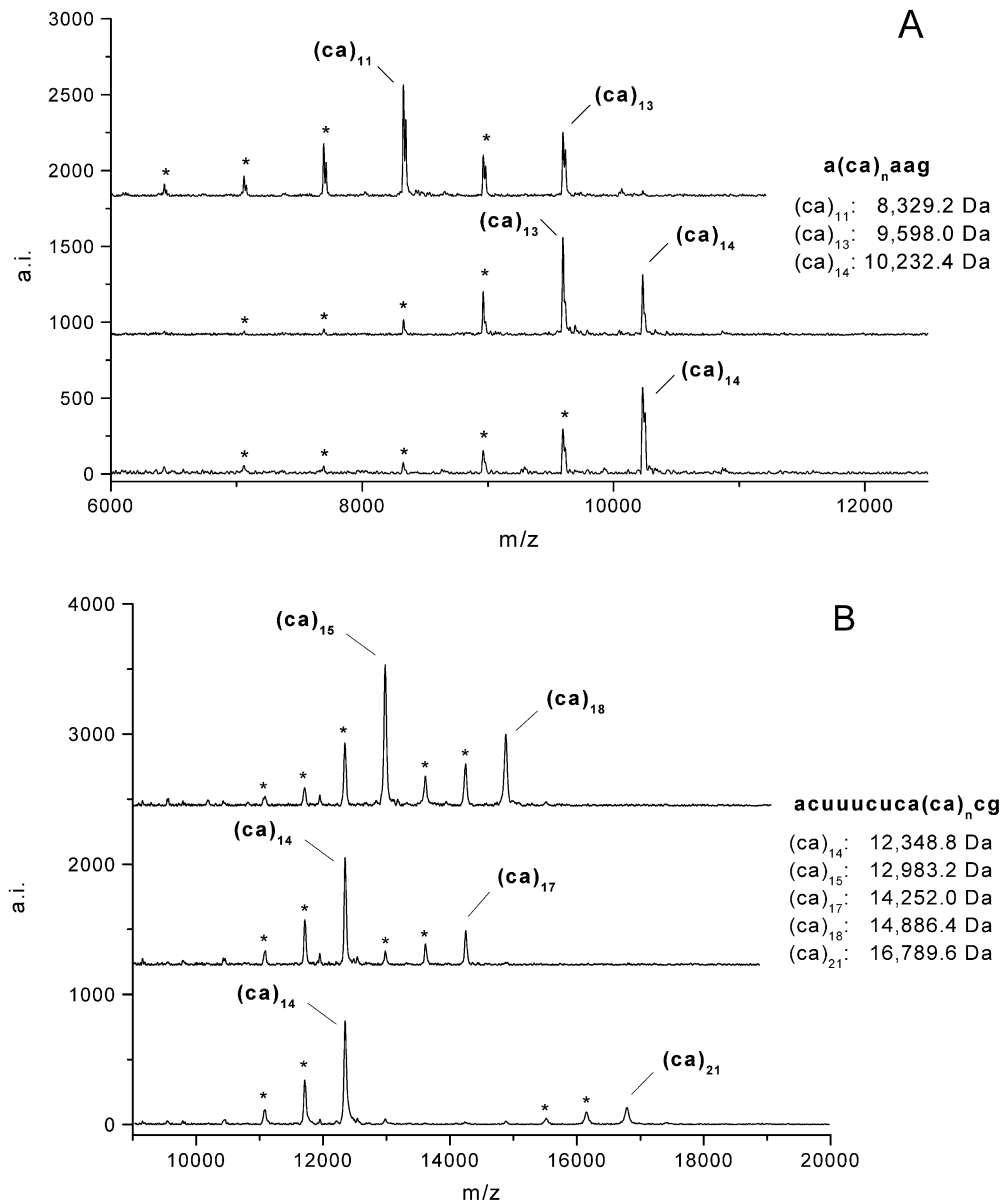 A
3000
2500
2000
1500
1000
500
0
a.i.
(ca)11
(ca)13
* * * *
(ca)13
(ca)14
* * * *
(ca)14
* * * * *
a(ca)naag
(ca)11: 8,329.2 Da
(ca)13: 9,598.0 Da
(ca)14: 10,232.4 Da
6000 8000 10000 12000
m/z
B
4000
3000
2000
1000
0
a.i.
(ca)15
(ca)18
* * * * *
(ca)14
(ca)17
* * * *
(ca)14
(ca)21
* * * *
acuuucuca(ca)ncg
(ca)14: 12,348.8 Da
(ca)15: 12,983.2 Da
(ca)17: 14,252.0 Da
(ca)18: 14,886.4 Da
(ca)21: 16,789.6 Da
10000 12000 14000 16000 18000 20000
m/z